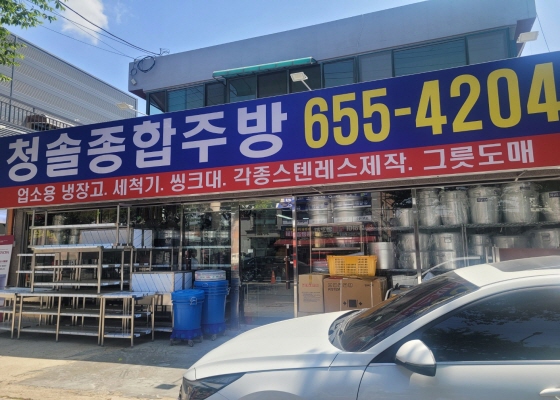 청솔종합주방 655-4204
업소용 냉장고. 세척기. 씽크대. 각종스텐레스제작. 그릇도매